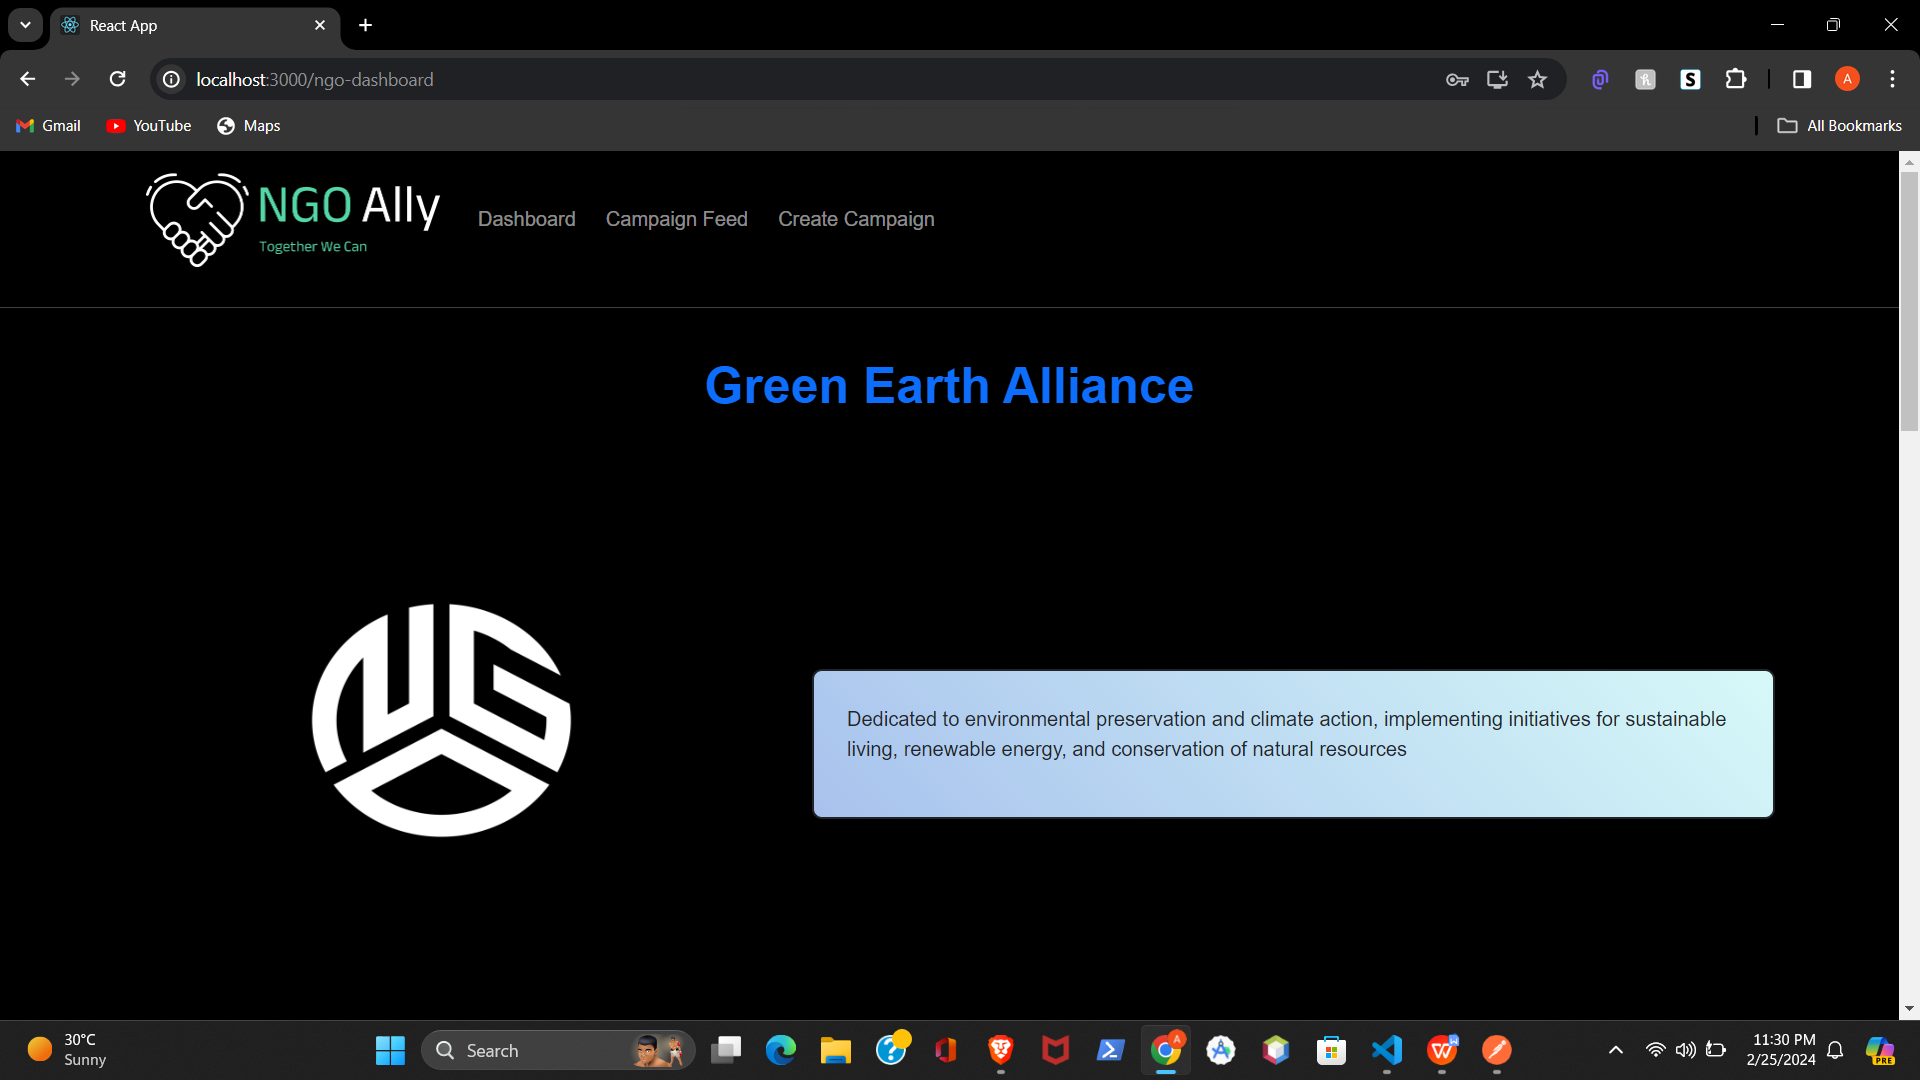 React App
localhost:3000/ngo-dashboard
A
Gmail
YouTube
Maps
All Bookmarks
NGO Ally
Together We Can
Dashboard
Campaign Feed
Create Campaign
Green Earth Alliance
NGO
Dedicated to environmental preservation and climate action, implementing initiatives for sustainable
living, renewable energy, and conservation of natural resources
30°C
Sunny
Search
A
11:30 PM
2/25/2024
PRE